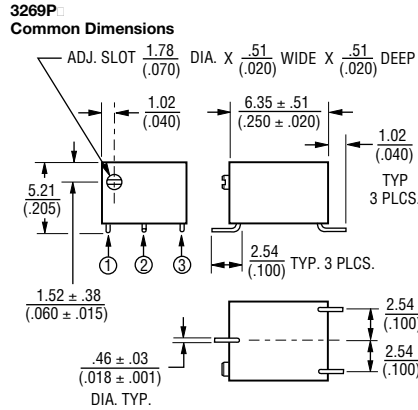 3269P
Common Dimensions
ADJ. SLOT 1.78 (.070) DIA. X .51 (.020) WIDE X .51 (.020) DEEP
1.02
(.040)
6.35 ± .51
(.250 ± .020)
1.02
(.040)
TYP
3 PLCS.
5.21
(.205)
1 2 3
2.54
(.100) TYP. 3 PLCS.
1.52 ± .38
(.060 ± .015)
2.54
(.100)
2.54
(.100)
.46 ± .03
(.018 ± .001)
DIA. TYP.